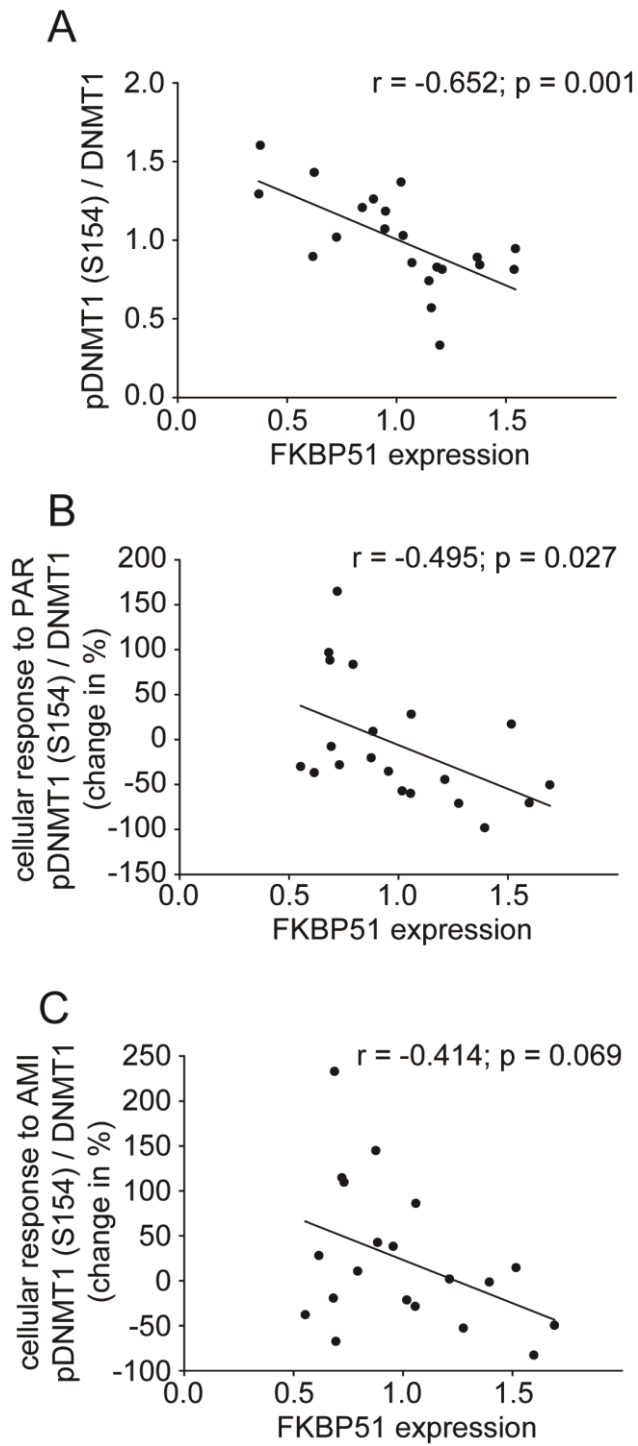 A
r = -0.652; p = 0.001
pDNMT1 (S154) / DNMT1
2.0
1.5
1.0
0.5
0.0
0.0 0.5 1.0 1.5
FKBP51 expression
B
r = -0.495; p = 0.027
cellular response to PAR
pDNMT1 (S154) / DNMT1
(change in %)
200
150
100
50
0
-50
-100
-150
0.0 0.5 1.0 1.5
FKBP51 expression
C
r = -0.414; p = 0.069
cellular response to AMI
pDNMT1 (S154) / DNMT1
(change in %)
250
200
150
100
50
0
-50
-100
0.0 0.5 1.0 1.5
FKBP51 expression